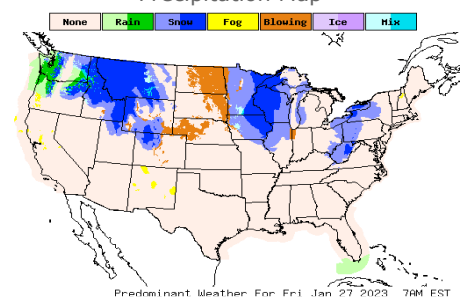 Precipitation Map
None Rain Snow Fog Blowing Ice Mix
Predominant Weather For Fri Jan 27 2023 7AM EST